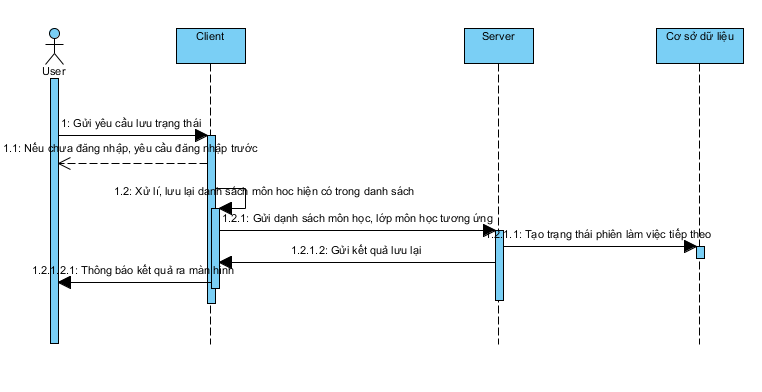 Client
Server
Cơ sở dữ liệu
User
1: Gửi yêu cầu lưu trạng thái
1.1: Nếu chưa đăng nhập, yêu cầu đăng nhập trước
1.2: Xử lí, lưu lại danh sách môn hoc hiện có trong danh sách
1.2.1: Gửi dạnh sách môn học, lớp môn học tương ứng
1.2.1.1: Tạo trạng thái phiên làm việc tiếp theo
1.2.1.2: Gửi kết quả lưu lại
1.2.1.2.1: Thông báo kết quả ra màn hình